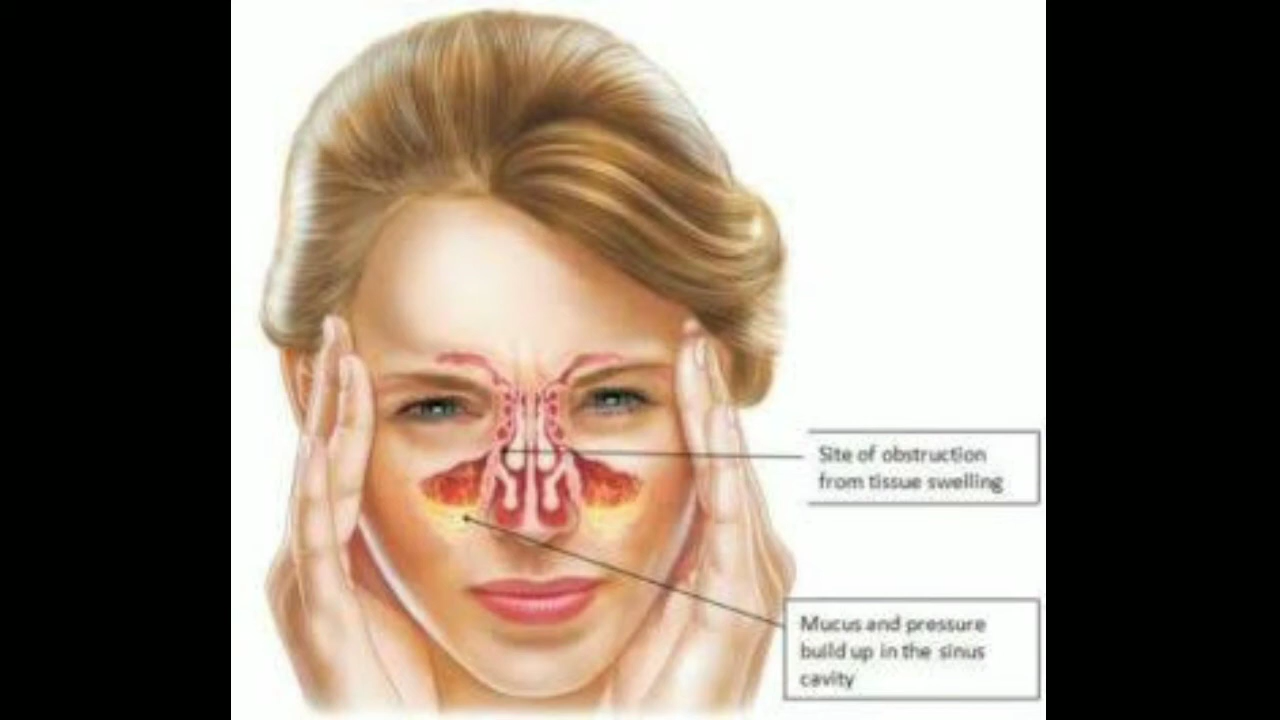 Site of obstruction
from tissue swelling
Mucus and pressure
build up in the sinus
cavity